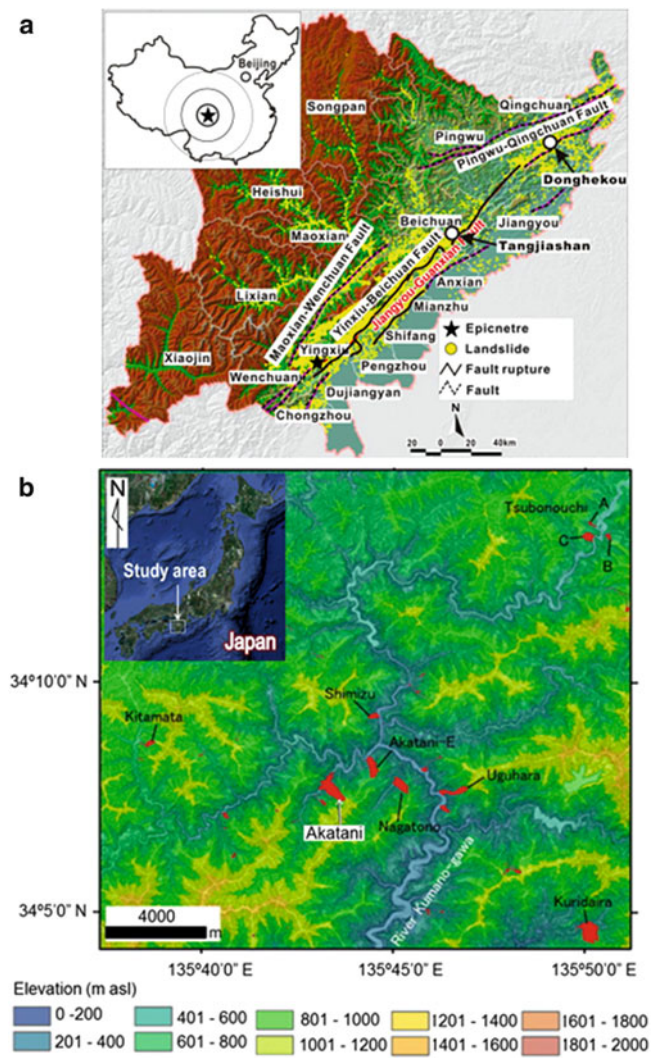 a
Beijing
Songpan
Qingchuan
Pingwu
Pingwu-Qingchuan Fault
Donghekou
Heishui
Maoxian
Beichuan
Jiangyou
Tangjiashan
Maoxian-Wenchuan Fault
Yinxiu-Beichuan Fault
Jiangyou-Guanxian Fault
Lixian
Anxian
Mianzhu
Xiaojin
Yingxiu
Shifang
Wenchuan
Pengzhou
Dujiangyan
Chongzhou
Epicnetre
Landslide
Fault rupture
Fault
N
20 0 20 40km
b
N
Study area
Japan
Tsubonouchi
A
C
B
34°10'0" N
Shimizu
Kitamata
Akatani-E
Uguhara
Akatani
Nagatono
River Kumano-gawa
34°5'0" N
4000
m
Kuridaira
135°40'0" E
135°45'0" E
135°50'0" E
Elevation (m asl)
0 -200
401 - 600
801 - 1000
1201 - 1400
1601 - 1800
201 - 400
601 - 800
1001 - 1200
1401 - 1600
1801 - 2000